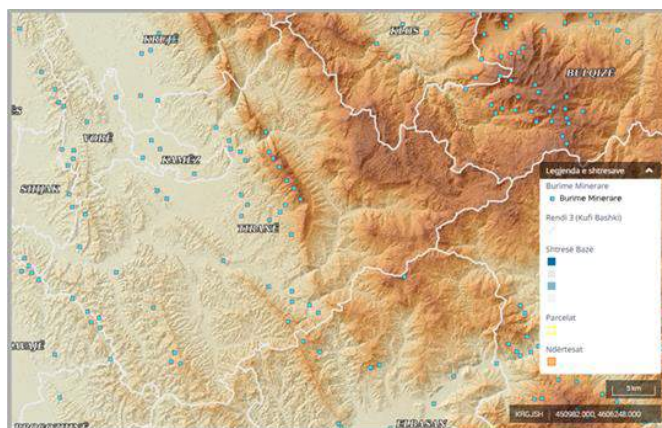 KRUJË
KLOS
BULQIZË
VORË
KAMËZ
SHIJAK
TIRANË
ELBASAN
Legjenda e shtresave
Burime Minerare
Burime Minerare
Rendi 3 (Kufi Bashki)
Shtresë Bazë
Parcelat
Ndërtesat
5 km
KRGJSH 450982.000, 4606248.000